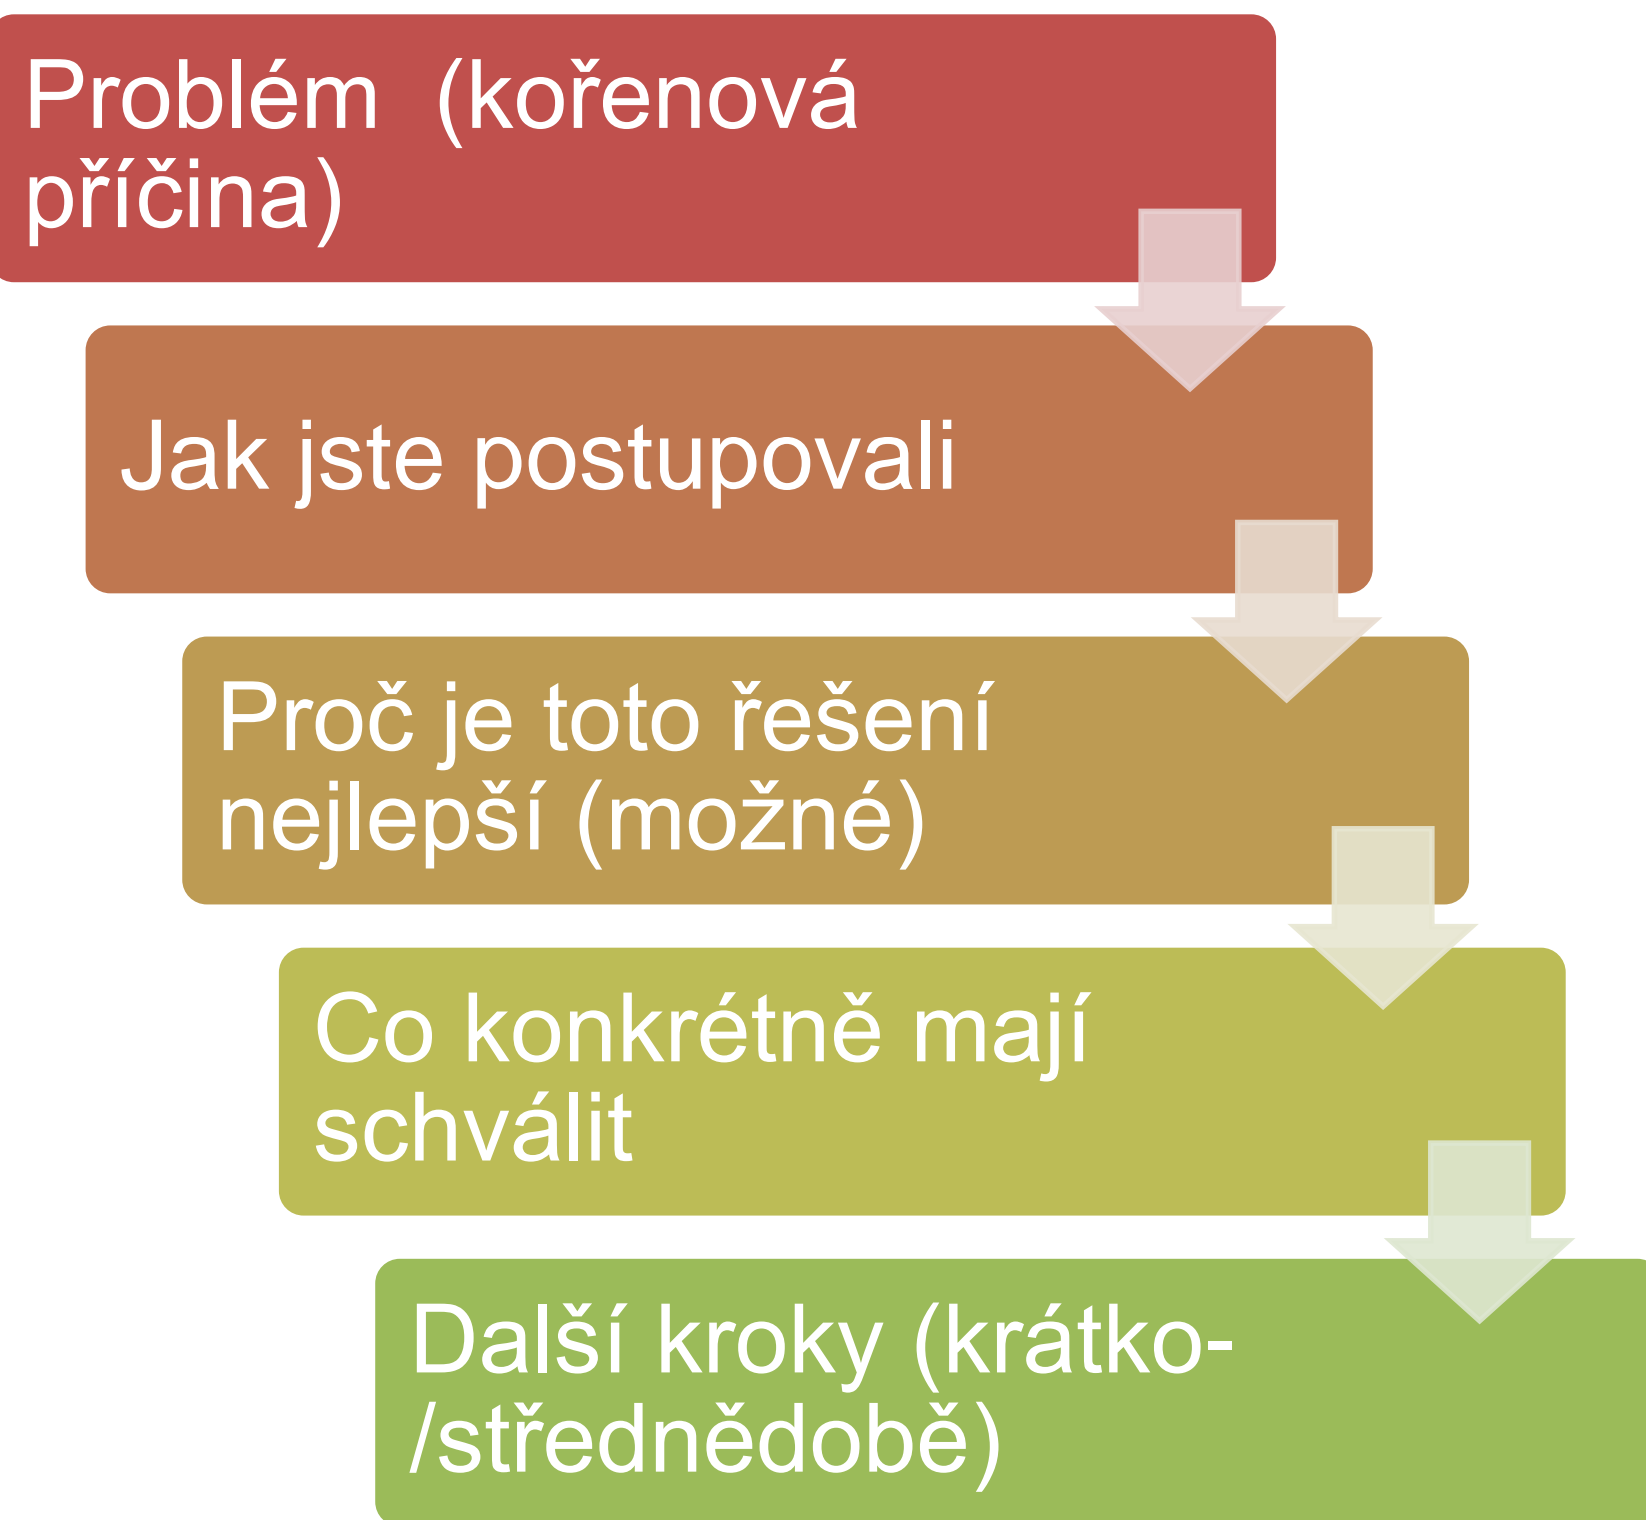 Problém (kořenová
příčina)
Jak jste postupovali
Proč je toto řešení
nejlepší (možné)
Co konkrétně mají
schválit
Další kroky (krátko-
/střednědobě)